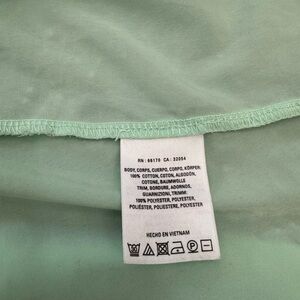 RN : 66170 CA : 32054
BODY, CORPS, CUERPO, CORPO, KÖRPER:
100% COTTON, COTON, ALGODÓN,
COTONE, BAUMWOLLE
TRIM, BORDURE, ADORNOS,
GUARNIZIONI, TRIMM:
100% POLYESTER, POLYESTER,
POLIÉSTER, POLIESTERE, POLYESTER
HECHO EN VIETNAM